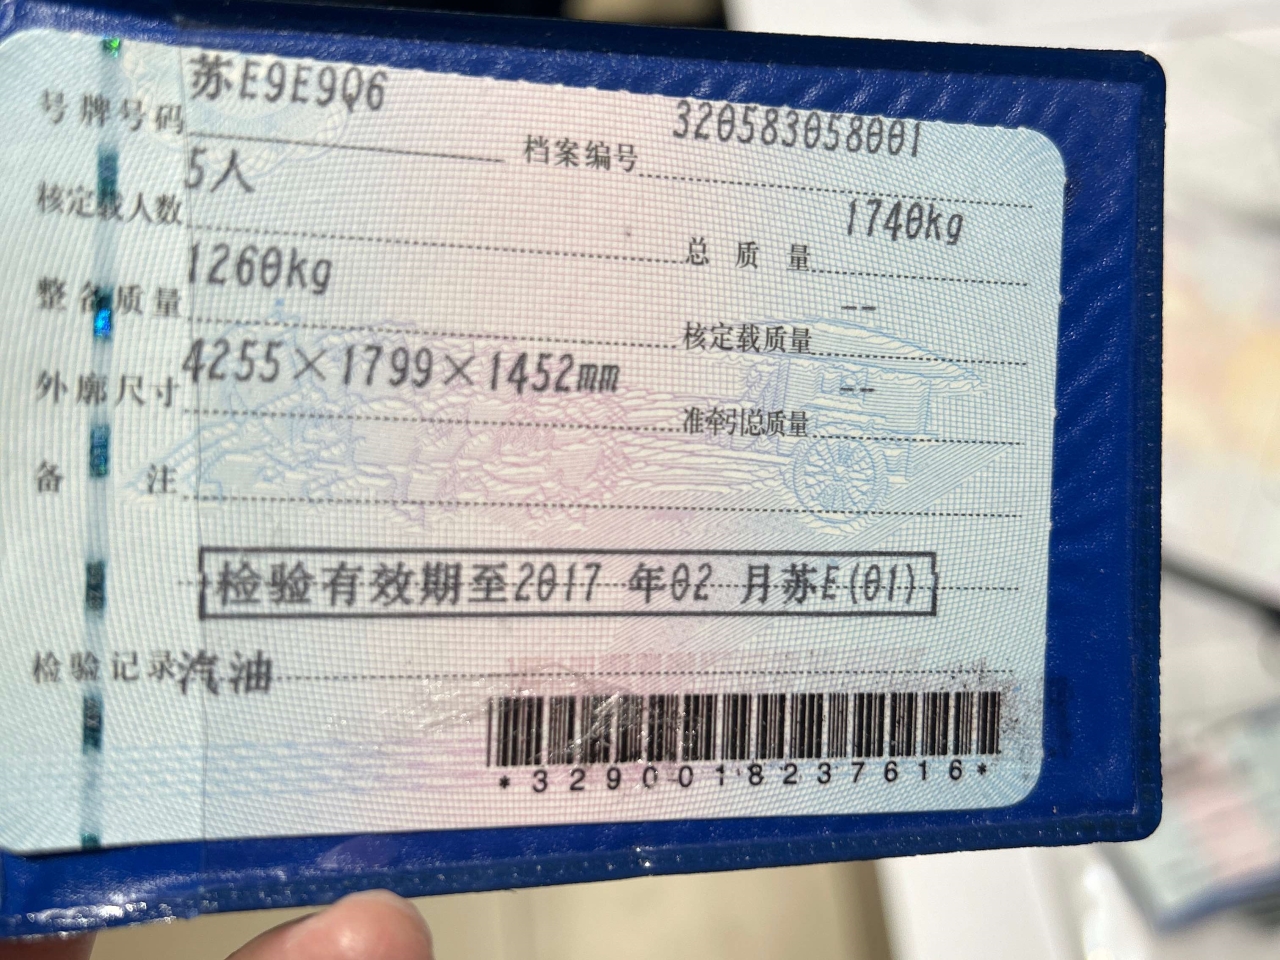 号牌号码 苏E9E9Q6 档案编号 320583058001
核定载人数 5人 总质量 1740kg
整备质量 1260kg 核定载质量 --
外廓尺寸 4255×1799×1452mm 准牵引总质量 --
备注
检验有效期至2017 年02 月苏E(01)
检验记录 汽油
*3290018237616*